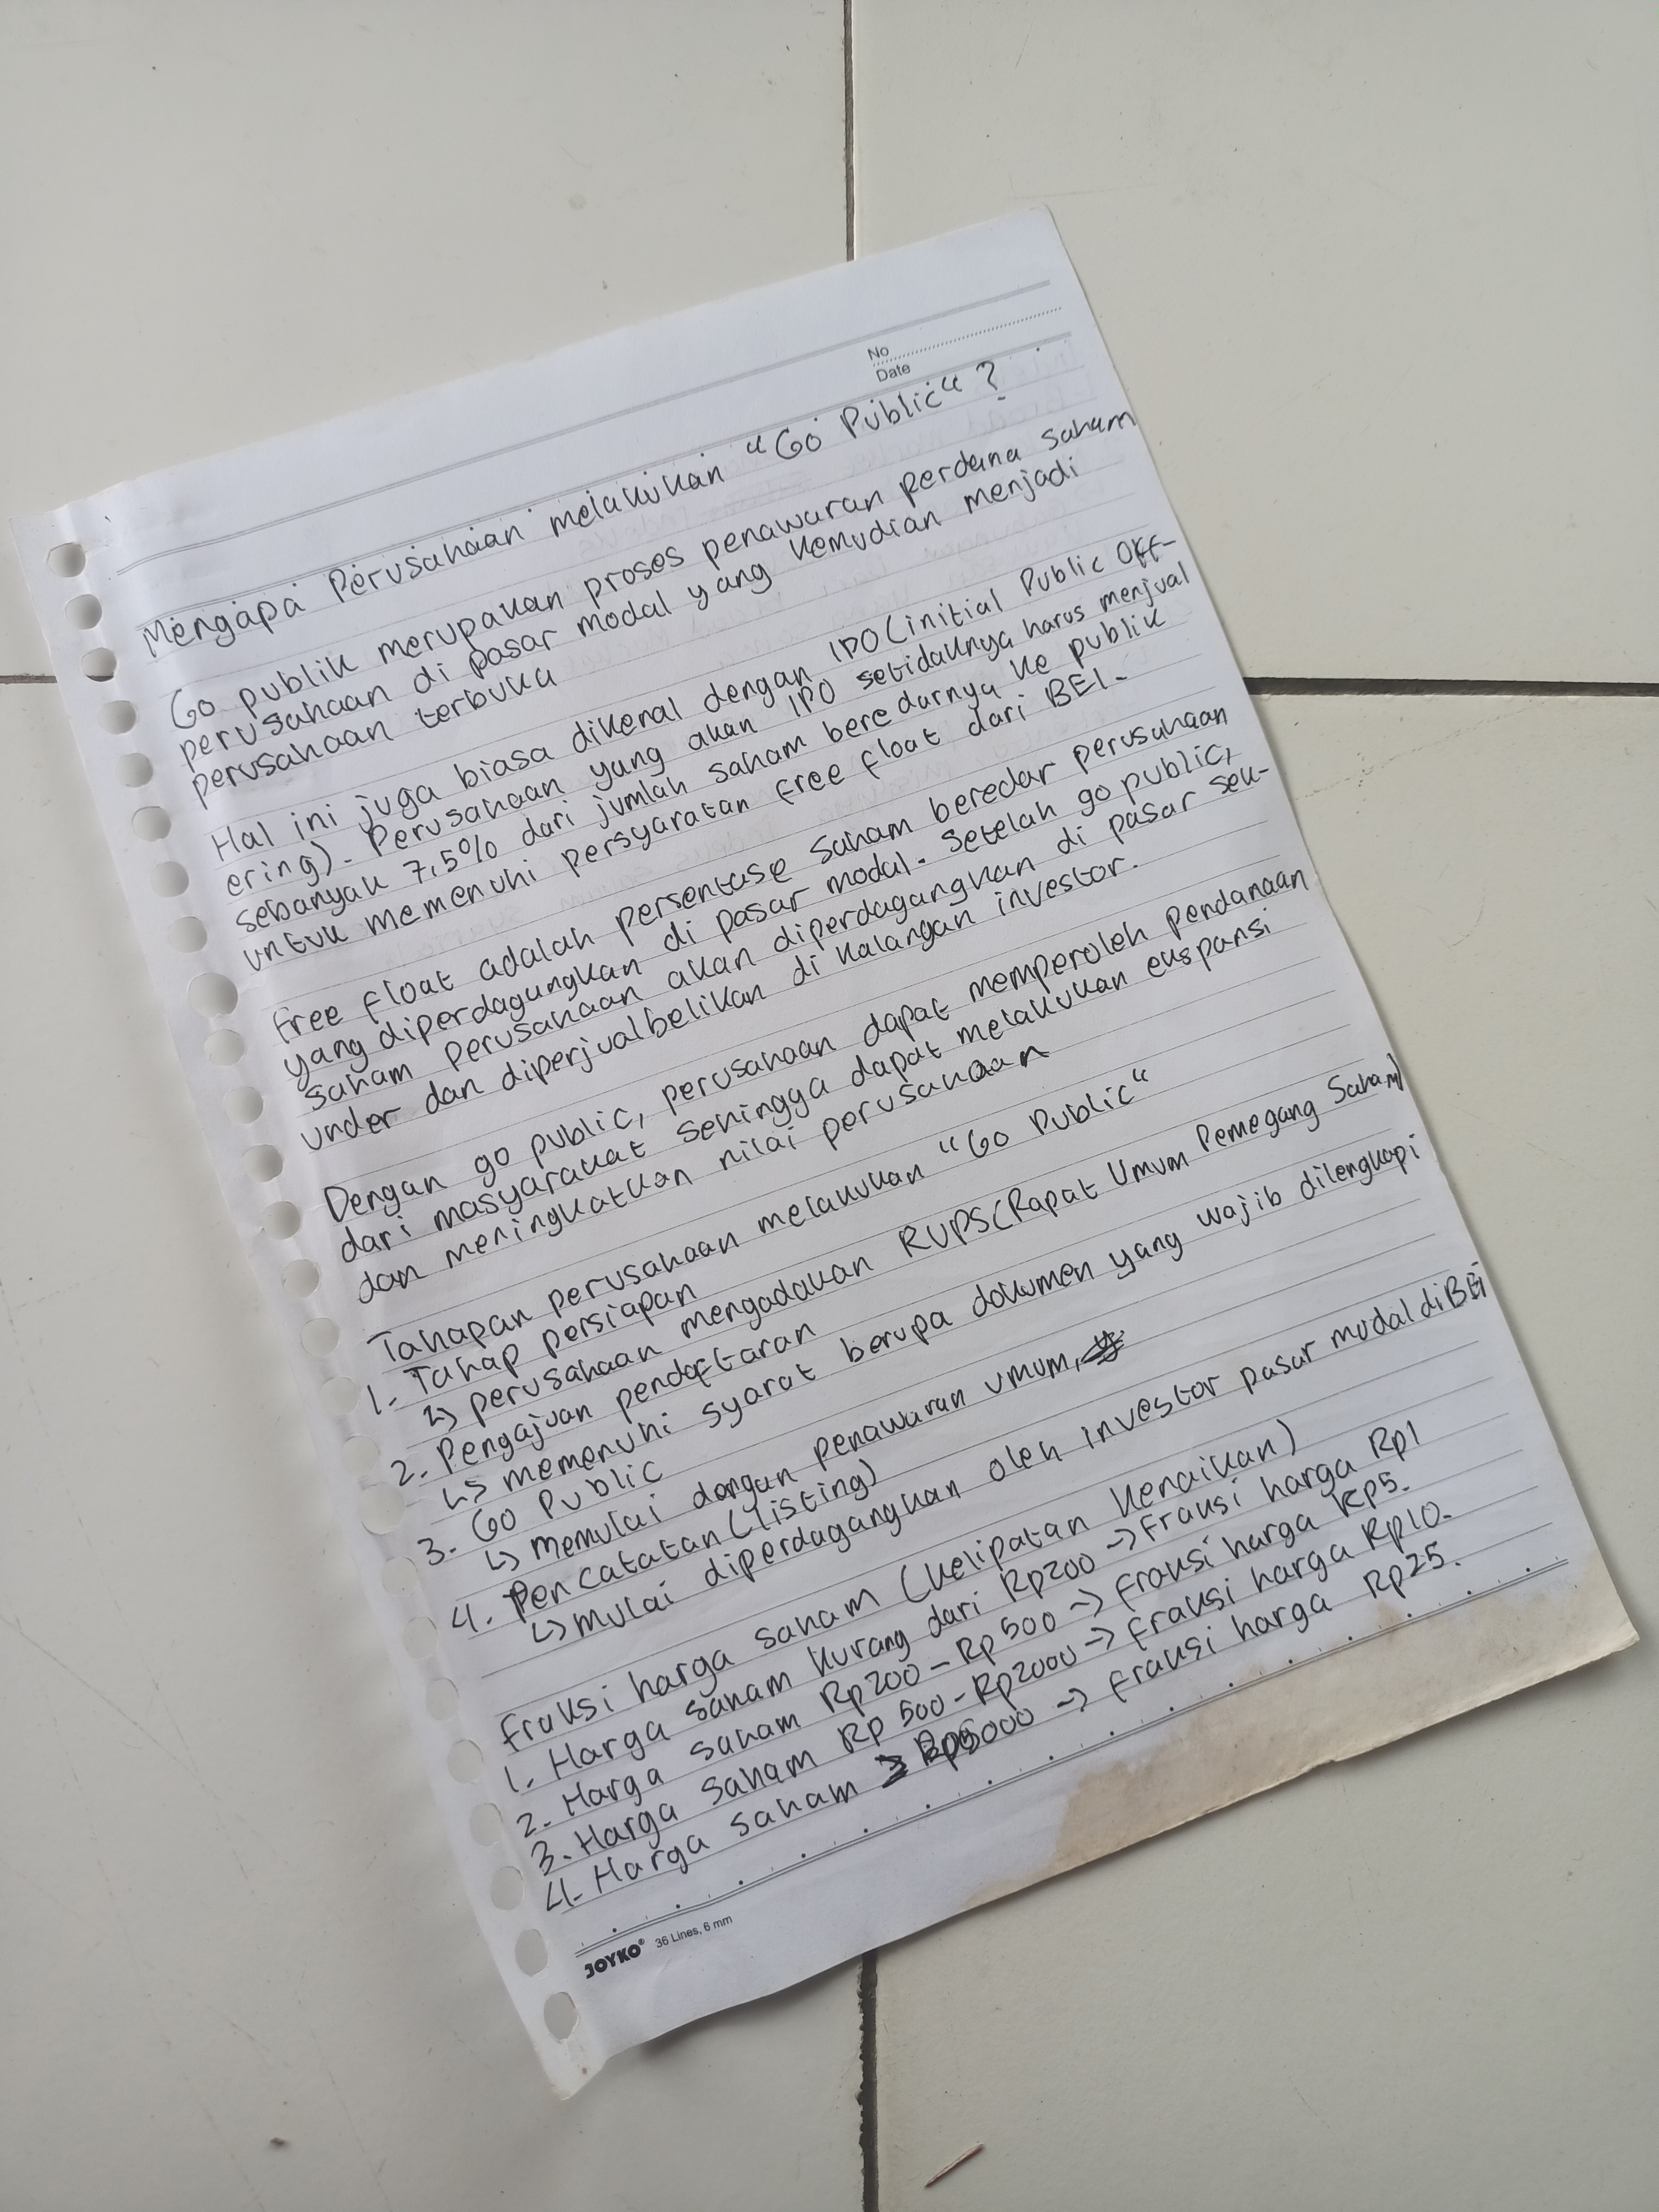 No
Date
Mengapa Perusahaan melakukan "Go Public"?
Go publik merupakan proses penawaran perdana saham
perusahaan di pasar modal yang kemudian menjadi
perusahaan terbuka
Hal ini juga biasa dikenal dengan IPO (initial Public Off-
ering). Perusahaan yang akan IPO setidaknya harus menjual
sebanyak 7,5% dari jumlah saham beredarnya ke publik
untuk memenuhi persyaratan free float dari BEI.
Free float adalah persentase saham beredar perusahaan
yang diperdagangkan di pasar modal. Setelah go public,
saham perusahaan akan diperdagangkan di pasar sek-
under dan diperjualbelikan di kalangan investor.
Dengan go public, perusahaan dapat memperoleh pendanaan
dari masyarakat sehingga dapat melakukan ekspansi
dan meningkatkan nilai perusahaan
Tahapan perusahaan melakukan "Go Public"
1. Tahap persiapan
↳ perusahaan mengadakan RUPS (Rapat Umum Pemegang Saham)
2. Pengajuan pendaftaran
↳ memenuhi syarat berupa dokumen yang wajib dilengkapi
3. Go Public
↳ memulai dengan penawaran umum,
4. Pencatatan (listing)
↳ mulai diperdagangkan oleh investor pasar modal di BEI
Fraksi harga saham (kelipatan kenaikan)
1. Harga saham kurang dari Rp200 → fraksi harga Rp1
2. Harga saham Rp200 - Rp500 → fraksi harga Rp5.
3. Harga saham Rp 500 - Rp2000 → fraksi harga Rp10.
4. Harga saham > Rp5000 → fraksi harga Rp25.
JOYKO® 36 Lines, 6 mm